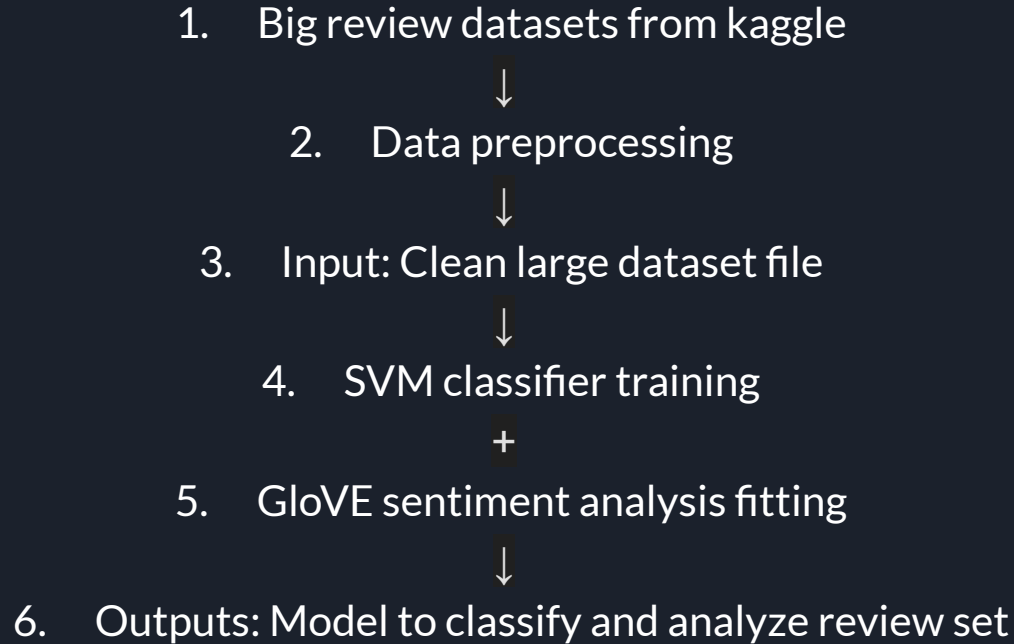 1. Big review datasets from kaggle
↓
2. Data preprocessing
↓
3. Input: Clean large dataset file
↓
4. SVM classifier training
+
5. GloVE sentiment analysis fitting
↓
6. Outputs: Model to classify and analyze review set